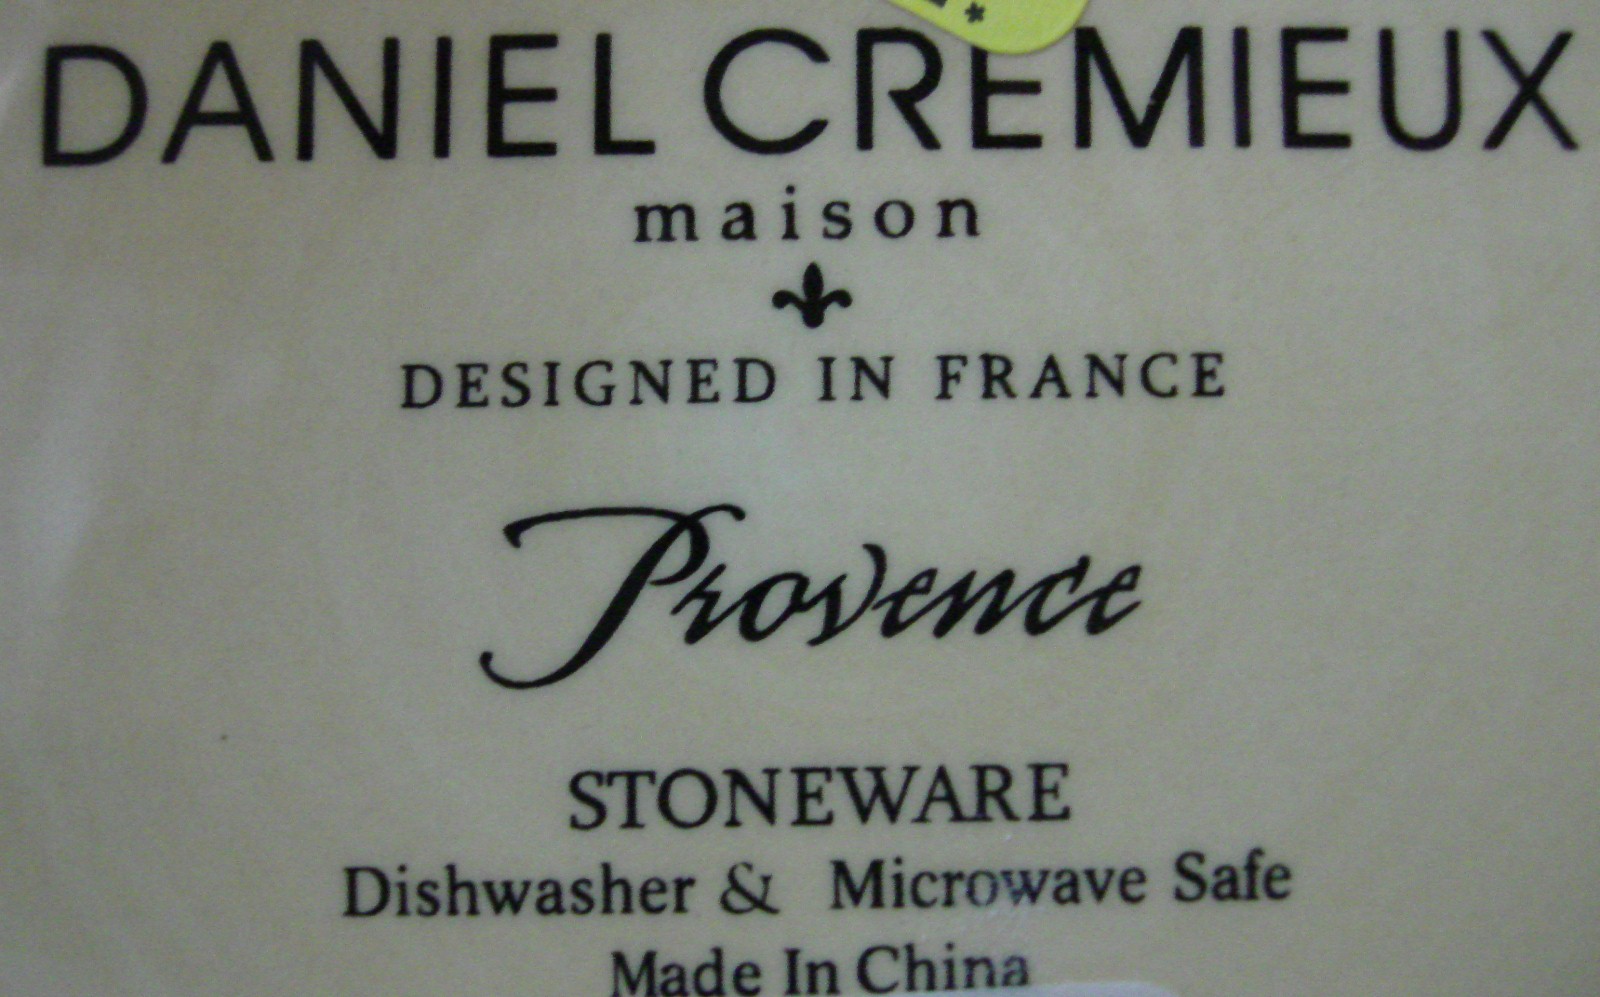 DANIEL CREMIEUX
maison
DESIGNED IN FRANCE
Provence
STONEWARE
Dishwasher & Microwave Safe
Made In China